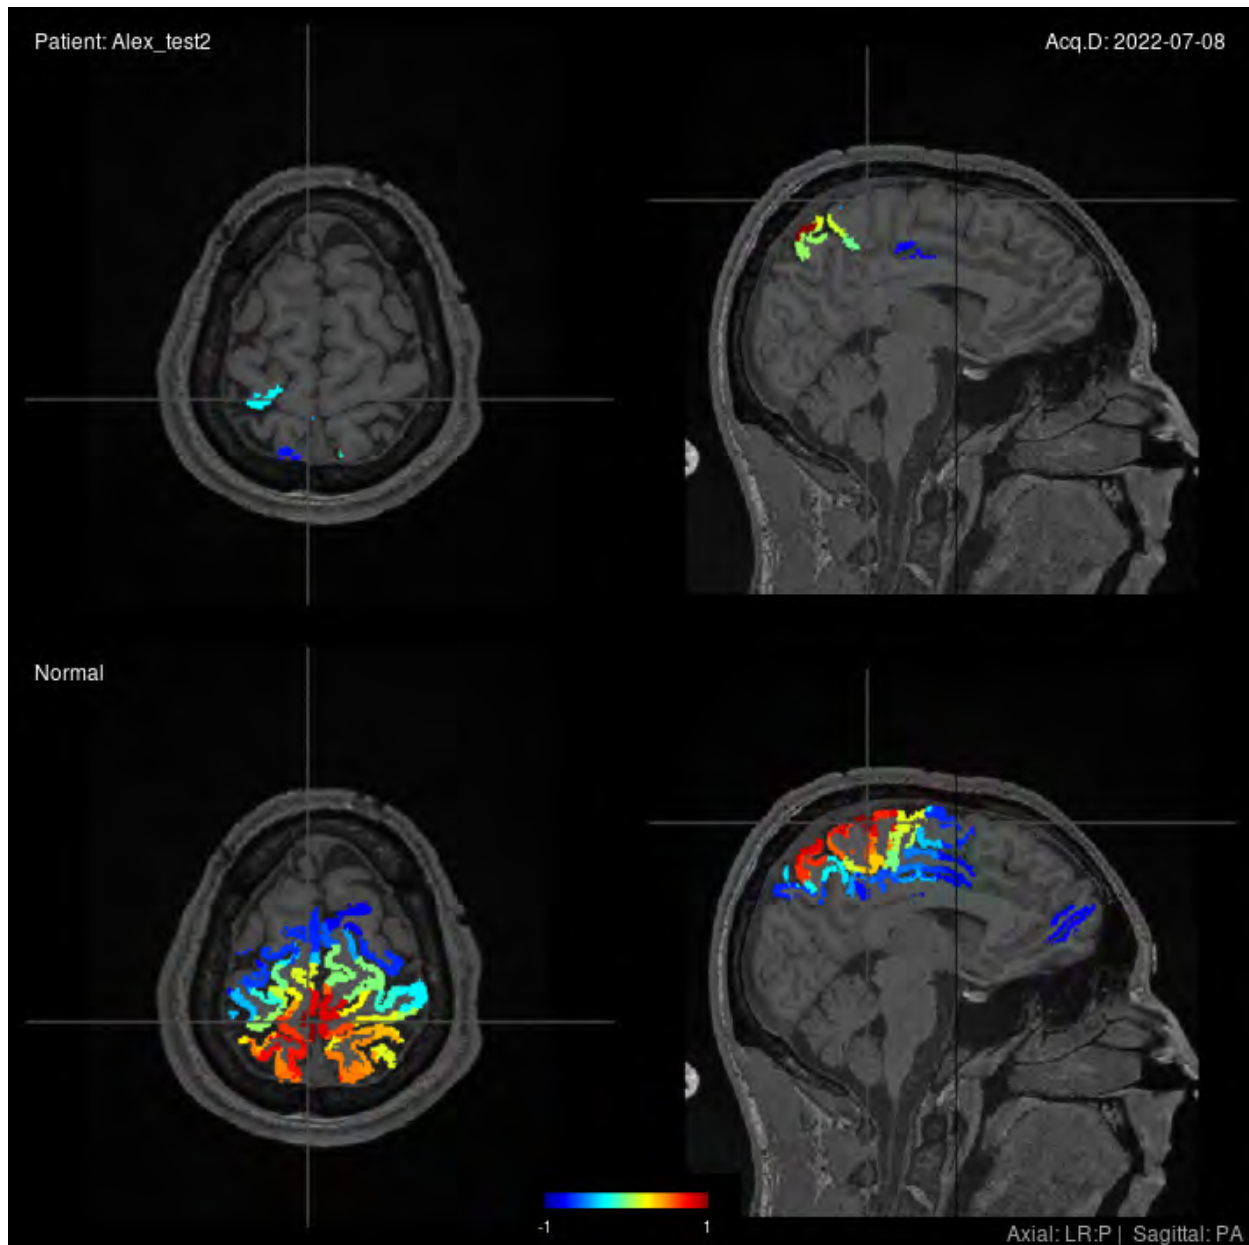 Patient: Alex_test2
Acq.D: 2022-07-08
Normal
-1
1
Axial: LR:P | Sagittal: PA